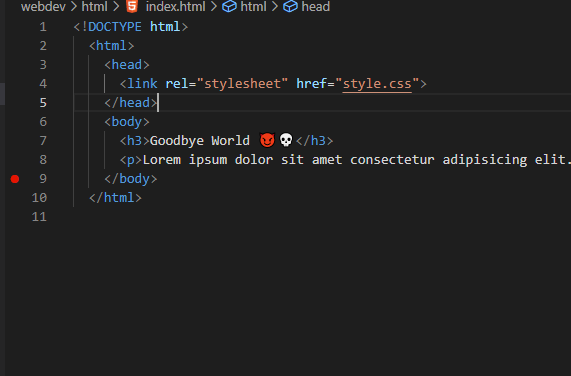 webdev > html > index.html > html > head
1 <!DOCTYPE html>
2 <html>
3 <head>
4 <link rel="stylesheet" href="style.css">
5 </head>
6 <body>
7 <h3>Goodbye World 😈💀</h3>
8 <p>Lorem ipsum dolor sit amet consectetur adipisicing elit.
9 </body>
10 </html>
11